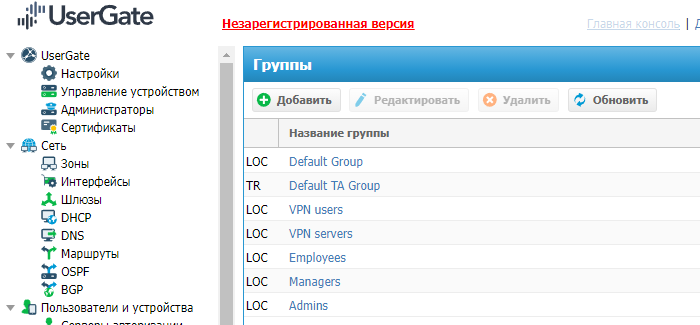 UserGate
Незарегистрированная версия
Главная консоль |
UserGate
Настройки
Управление устройством
Администраторы
Сертификаты
Сеть
Зоны
Интерфейсы
Шлюзы
DHCP
DNS
Маршруты
OSPF
BGP
Пользователи и устройства
Серверы авторизации
Группы
Добавить
Редактировать
Удалить
Обновить
Название группы
LOC Default Group
TR Default TA Group
LOC VPN users
LOC VPN servers
LOC Employees
LOC Managers
LOC Admins